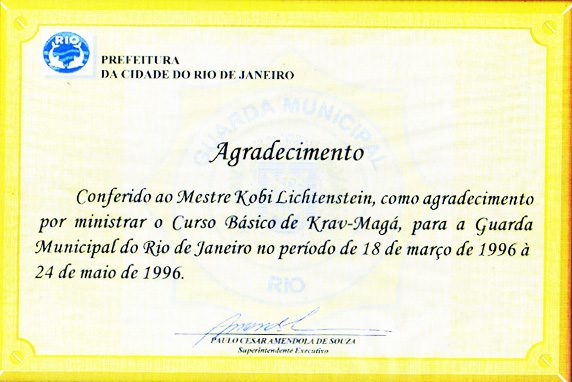 RIO
PREFEITURA
DA CIDADE DO RIO DE JANEIRO
GUARDA MUNICIPAL
Agradecimento
Conferido ao Mestre Kobi Lichtenstein, como agradecimento
por ministrar o Curso Básico de Krav-Magá, para a Guarda
Municipal do Rio de Janeiro no período de 18 de março de 1996 à
24 de maio de 1996.
RIO
PAULO CESAR AMENDOLA DE SOUZA
Superintendente Executivo